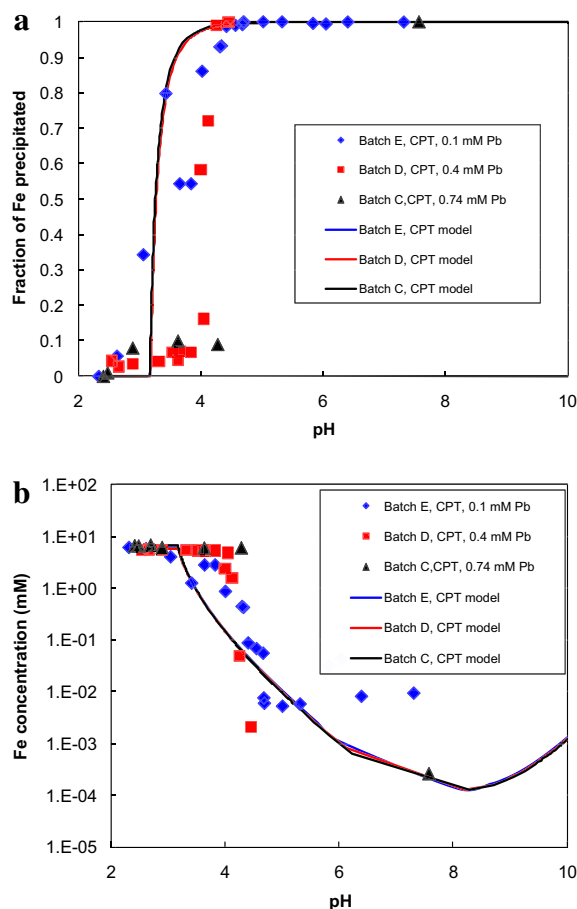 a
1
0.9
0.8
0.7
0.6
0.5
0.4
0.3
0.2
0.1
0
Fraction of Fe precipitated
Batch E, CPT, 0.1 mM Pb
Batch D, CPT, 0.4 mM Pb
Batch C,CPT, 0.74 mM Pb
Batch E, CPT model
Batch D, CPT model
Batch C, CPT model
2 4 6 8 10
pH
b
1.E+02
1.E+01
1.E+00
1.E-01
1.E-02
1.E-03
1.E-04
1.E-05
Fe concentration (mM)
Batch E, CPT, 0.1 mM Pb
Batch D, CPT, 0.4 mM Pb
Batch C,CPT, 0.74 mM Pb
Batch E, CPT model
Batch D, CPT model
Batch C, CPT model
2 4 6 8 10
pH